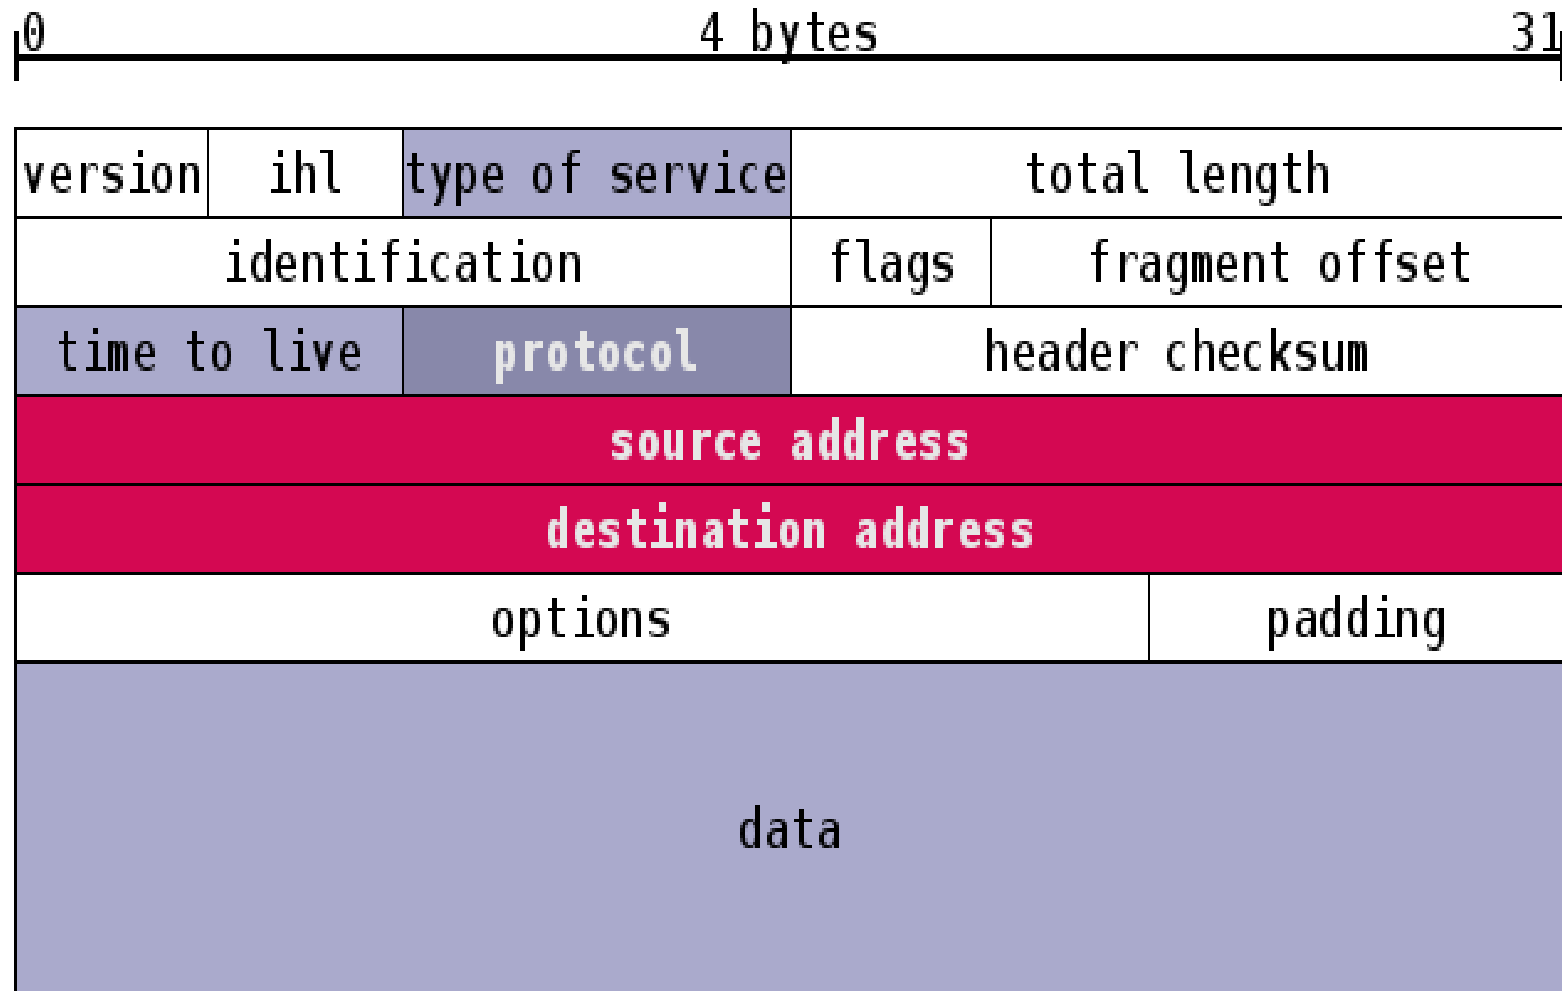 0 4 bytes 31
version ihl type of service total length
identification flags fragment offset
time to live protocol header checksum
source address
destination address
options padding
data